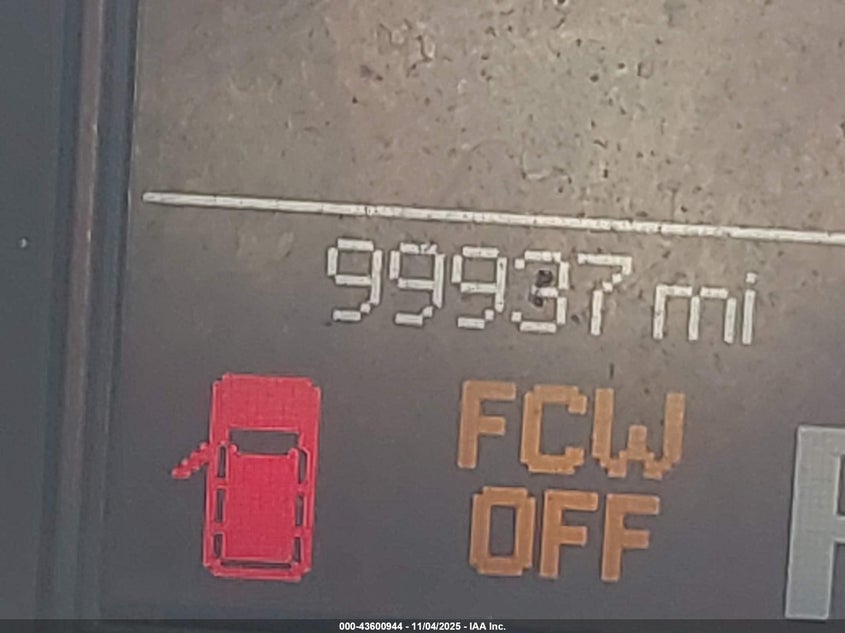 99937 mi
FCW
OFF
000-43600944 - 11/04/2025 - IAA Inc.